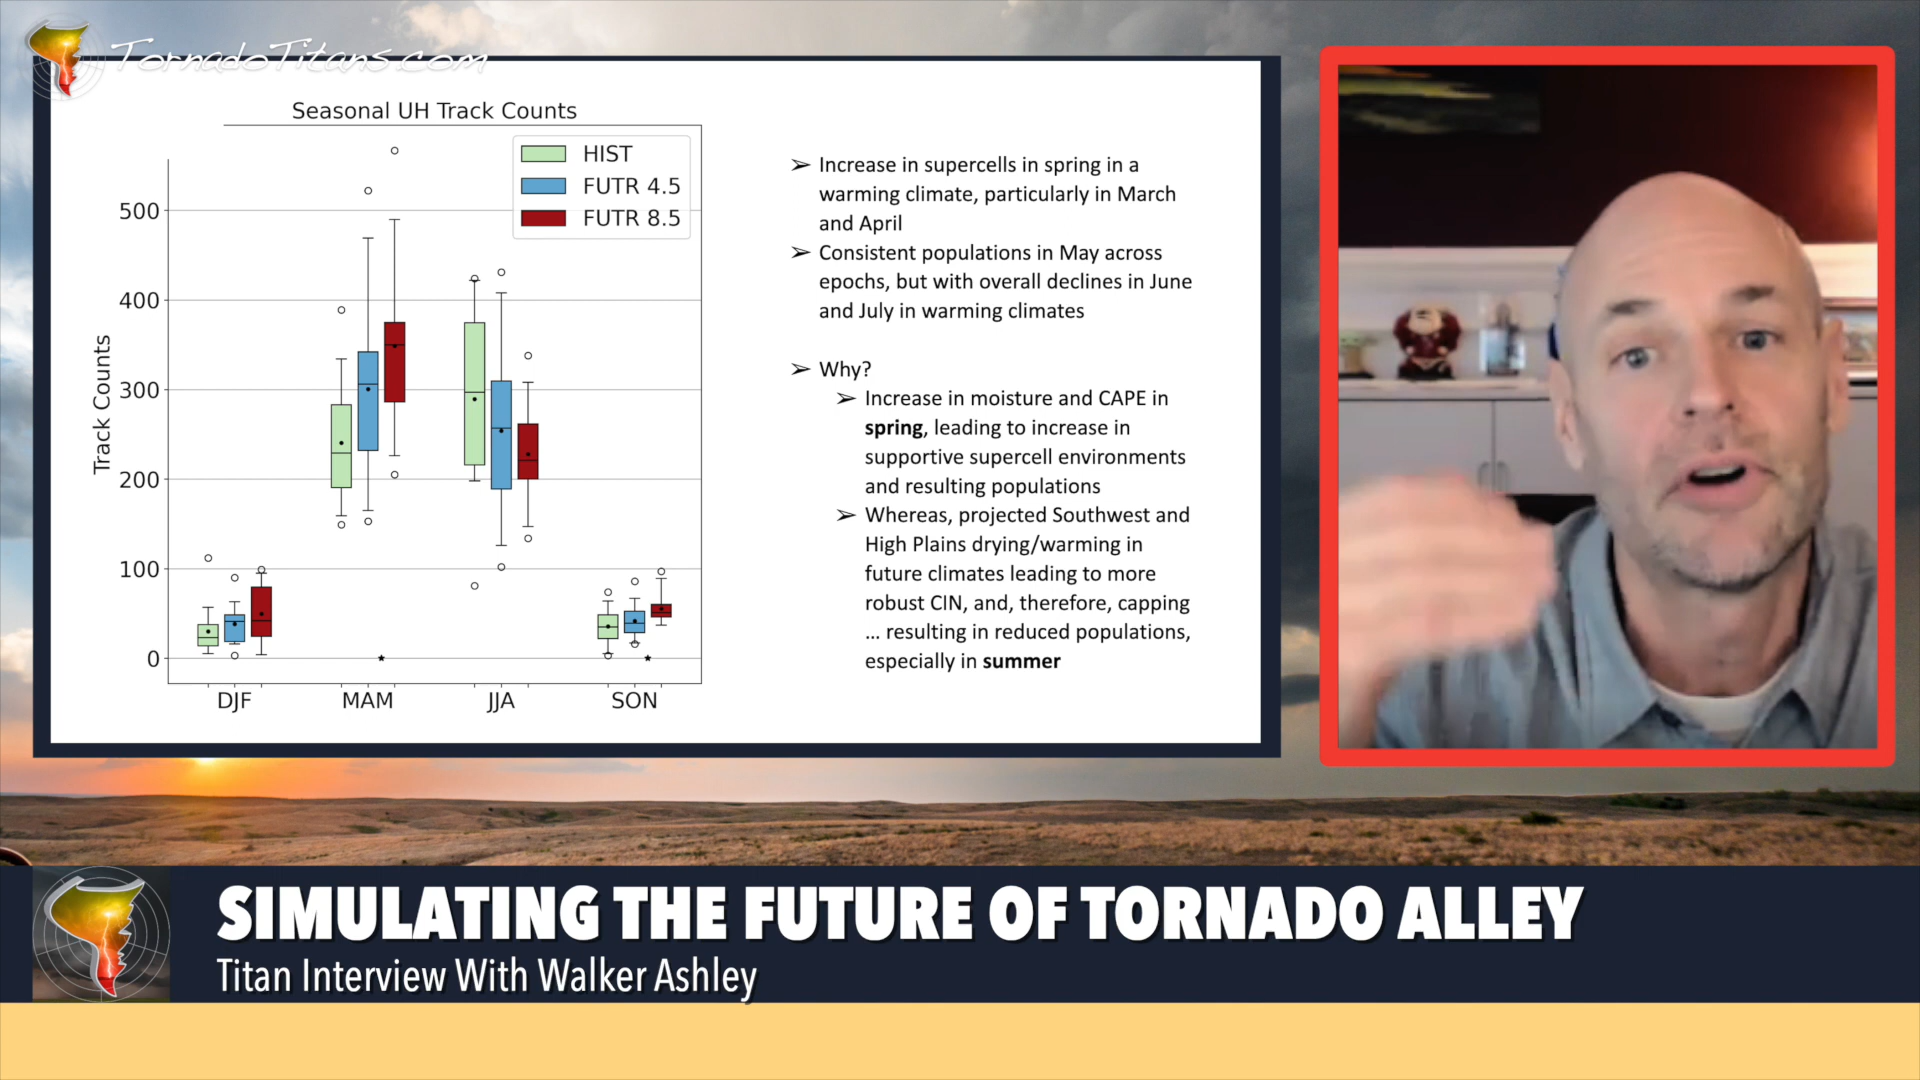 TornadoTitans.com
Seasonal UH Track Counts
HIST
FUTR 4.5
FUTR 8.5
500
400
300
200
100
0
Track Counts
DJF
MAM
JJA
SON
➢ Increase in supercells in spring in a
warming climate, particularly in March
and April
➢ Consistent populations in May across
epochs, but with overall declines in June
and July in warming climates
➢ Why?
➢ Increase in moisture and CAPE in
spring, leading to increase in
supportive supercell environments
and resulting populations
➢ Whereas, projected Southwest and
High Plains drying/warming in
future climates leading to more
robust CIN, and, therefore, capping
... resulting in reduced populations,
especially in summer
SIMULATING THE FUTURE OF TORNADO ALLEY
Titan Interview With Walker Ashley